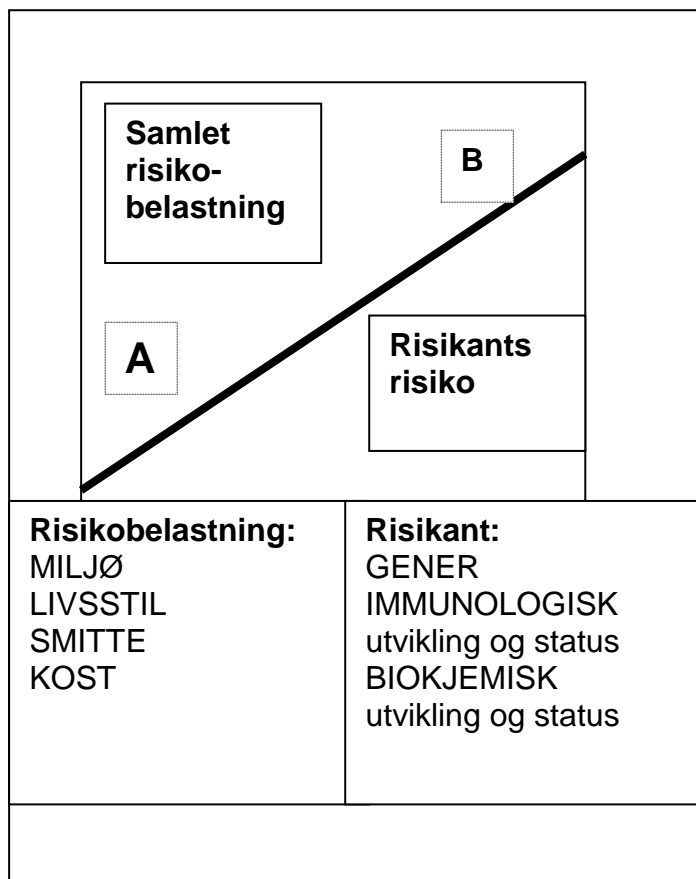 Samlet
risiko-
belastning
B
A
Risikants
risiko
Risikobelastning:
MILJØ
LIVSSTIL
SMITTE
KOST
Risikant:
GENER
IMMUNOLOGISK
utvikling og status
BIOKJEMISK
utvikling og status